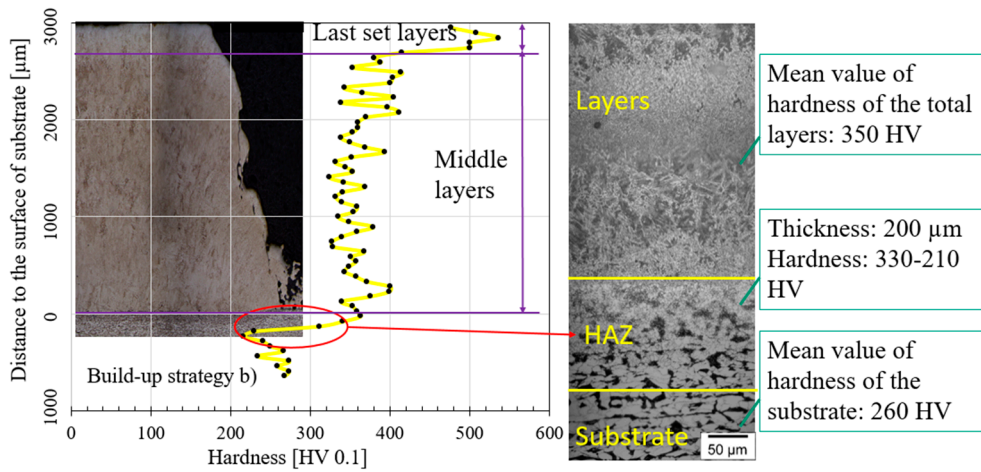 3000
2000
1000
0
1000
Distance to the surface of substrate [µm]
Last set layers
Middle
layers
Build-up strategy b)
0 100 200 300 400 500 600
Hardness [HV 0.1]
Layers
HAZ
Substrate
50 µm
Mean value of
hardness of the total
layers: 350 HV
Thickness: 200 µm
Hardness: 330-210
HV
Mean value of
hardness of the
substrate: 260 HV